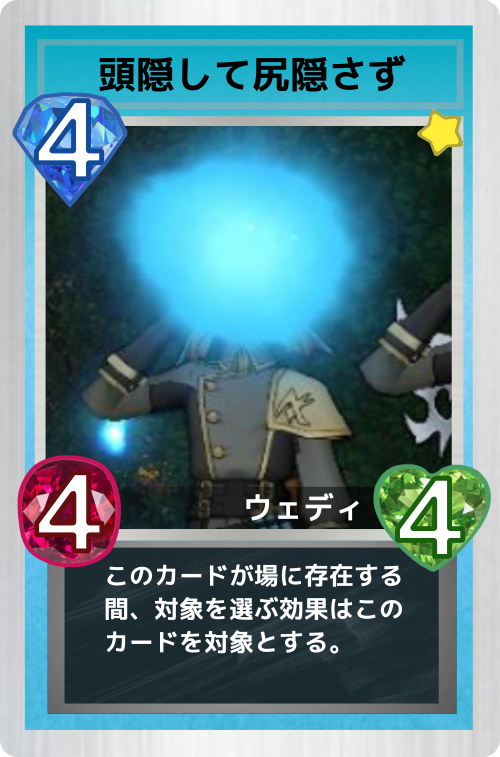 頭隠して尻隠さず
4
4
ウェディ
4
このカードが場に存在する
間、対象を選ぶ効果はこの
カードを対象とする。